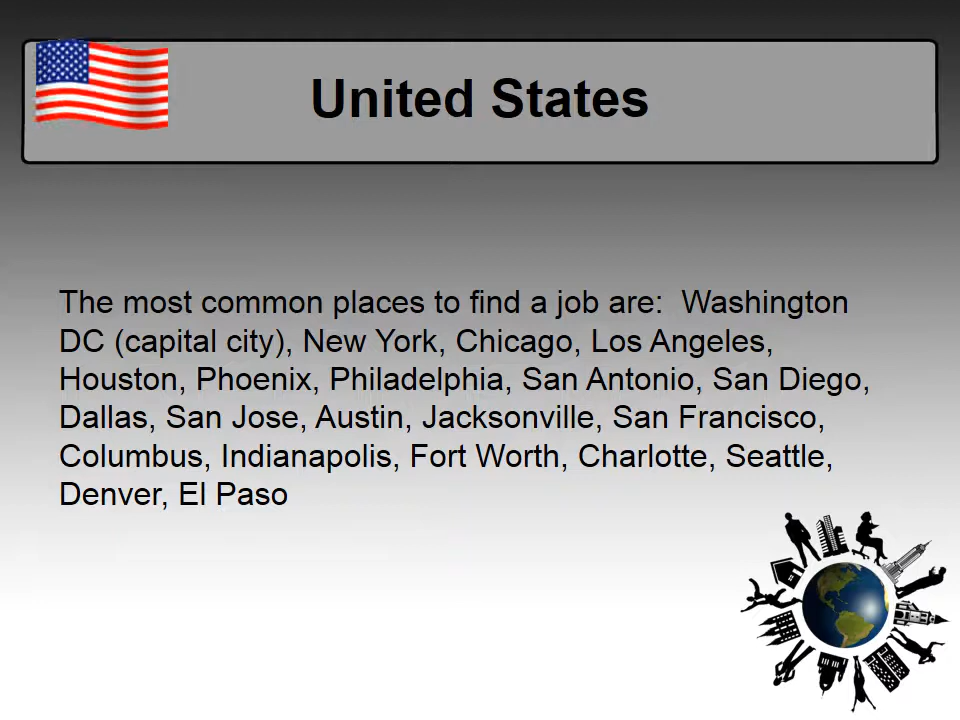 United States
The most common places to find a job are:  Washington
DC (capital city), New York, Chicago, Los Angeles,
Houston, Phoenix, Philadelphia, San Antonio, San Diego,
Dallas, San Jose, Austin, Jacksonville, San Francisco,
Columbus, Indianapolis, Fort Worth, Charlotte, Seattle,
Denver, El Paso